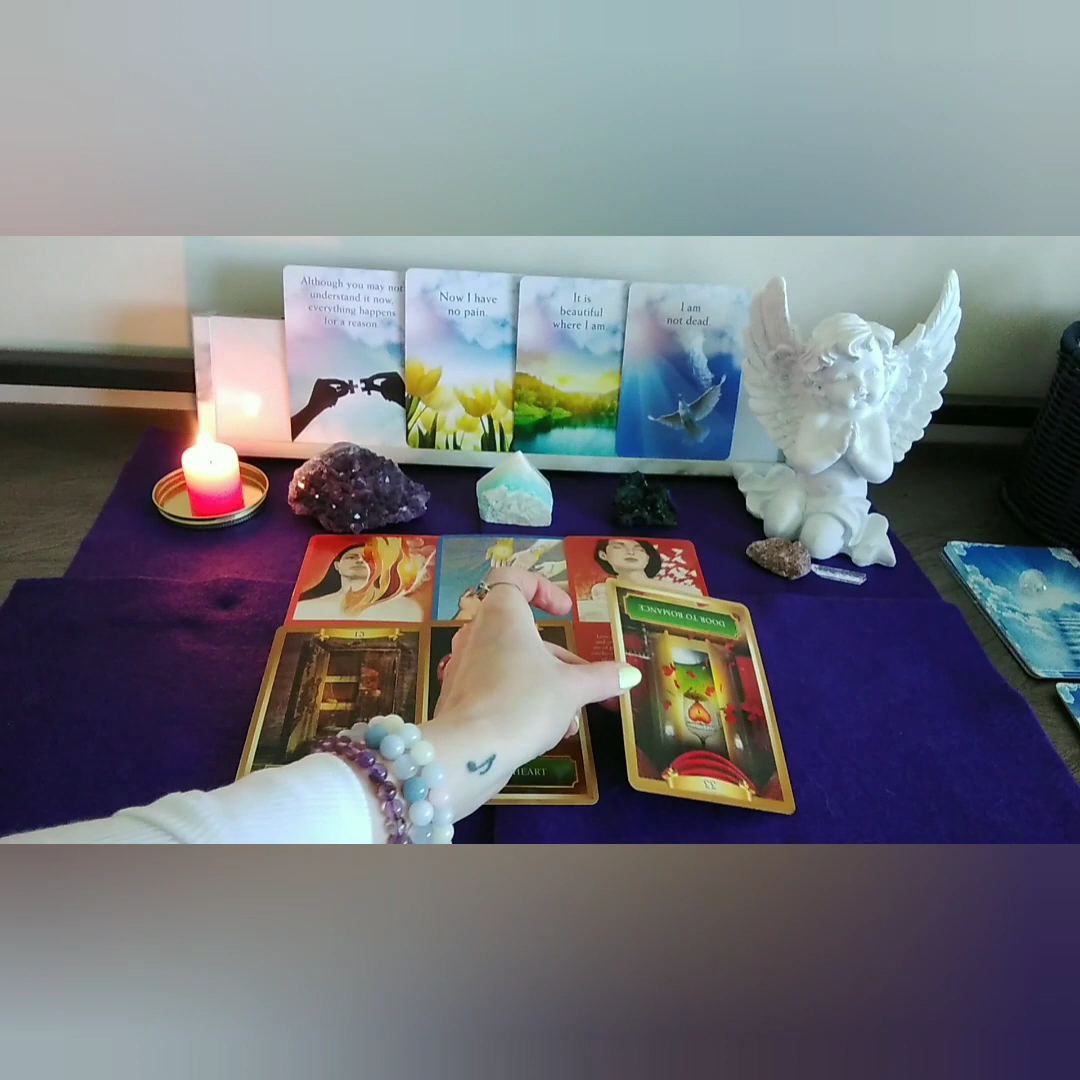 Although you may not
understand it now,
everything happens
for a reason.
Now I have
no pain.
It is
beautiful
where I am.
I am
not dead.
DOOR TO ROMANCE
33
HEART